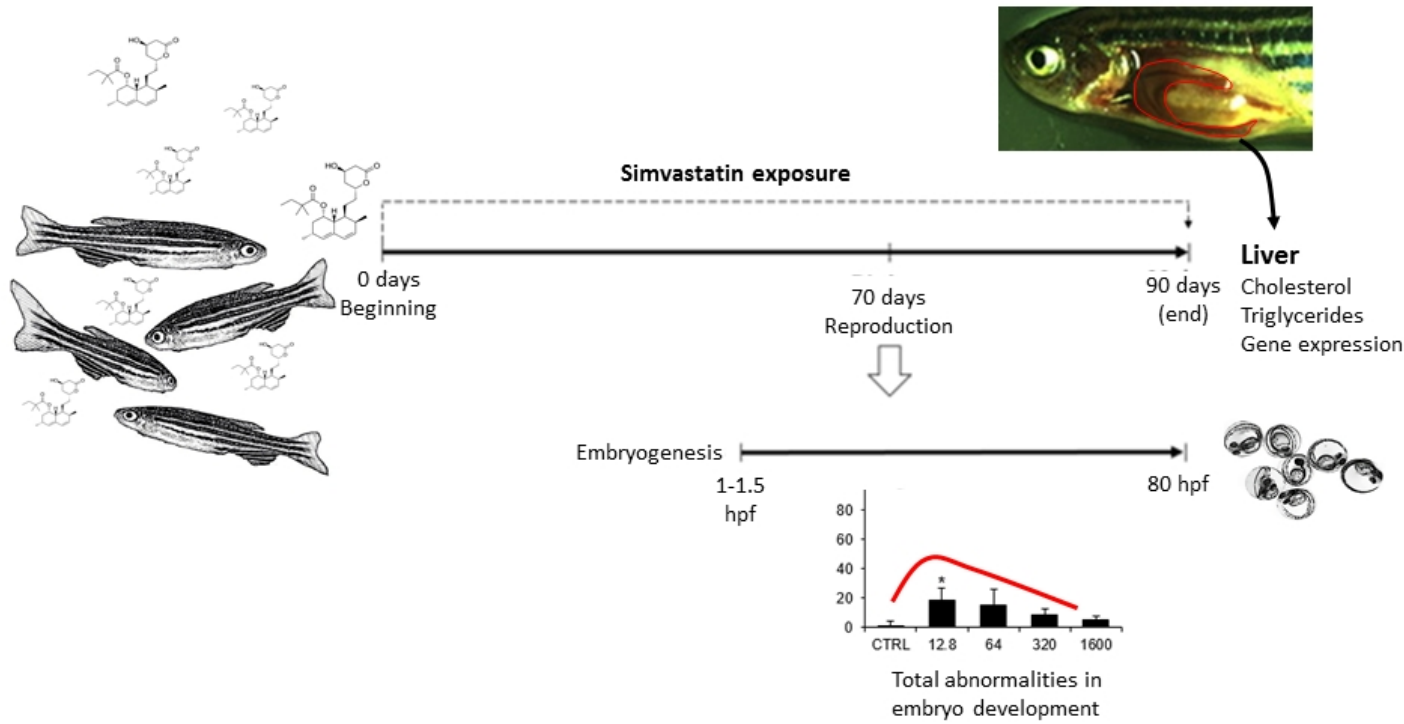 Simvastatin exposure
0 days
Beginning
70 days
Reproduction
90 days
(end)
Liver
Cholesterol
Triglycerides
Gene expression
Embryogenesis
1-1.5
hpf
80 hpf
80
60
40
20
0
*
CTRL 12.8 64 320 1600
Total abnormalities in
embryo development